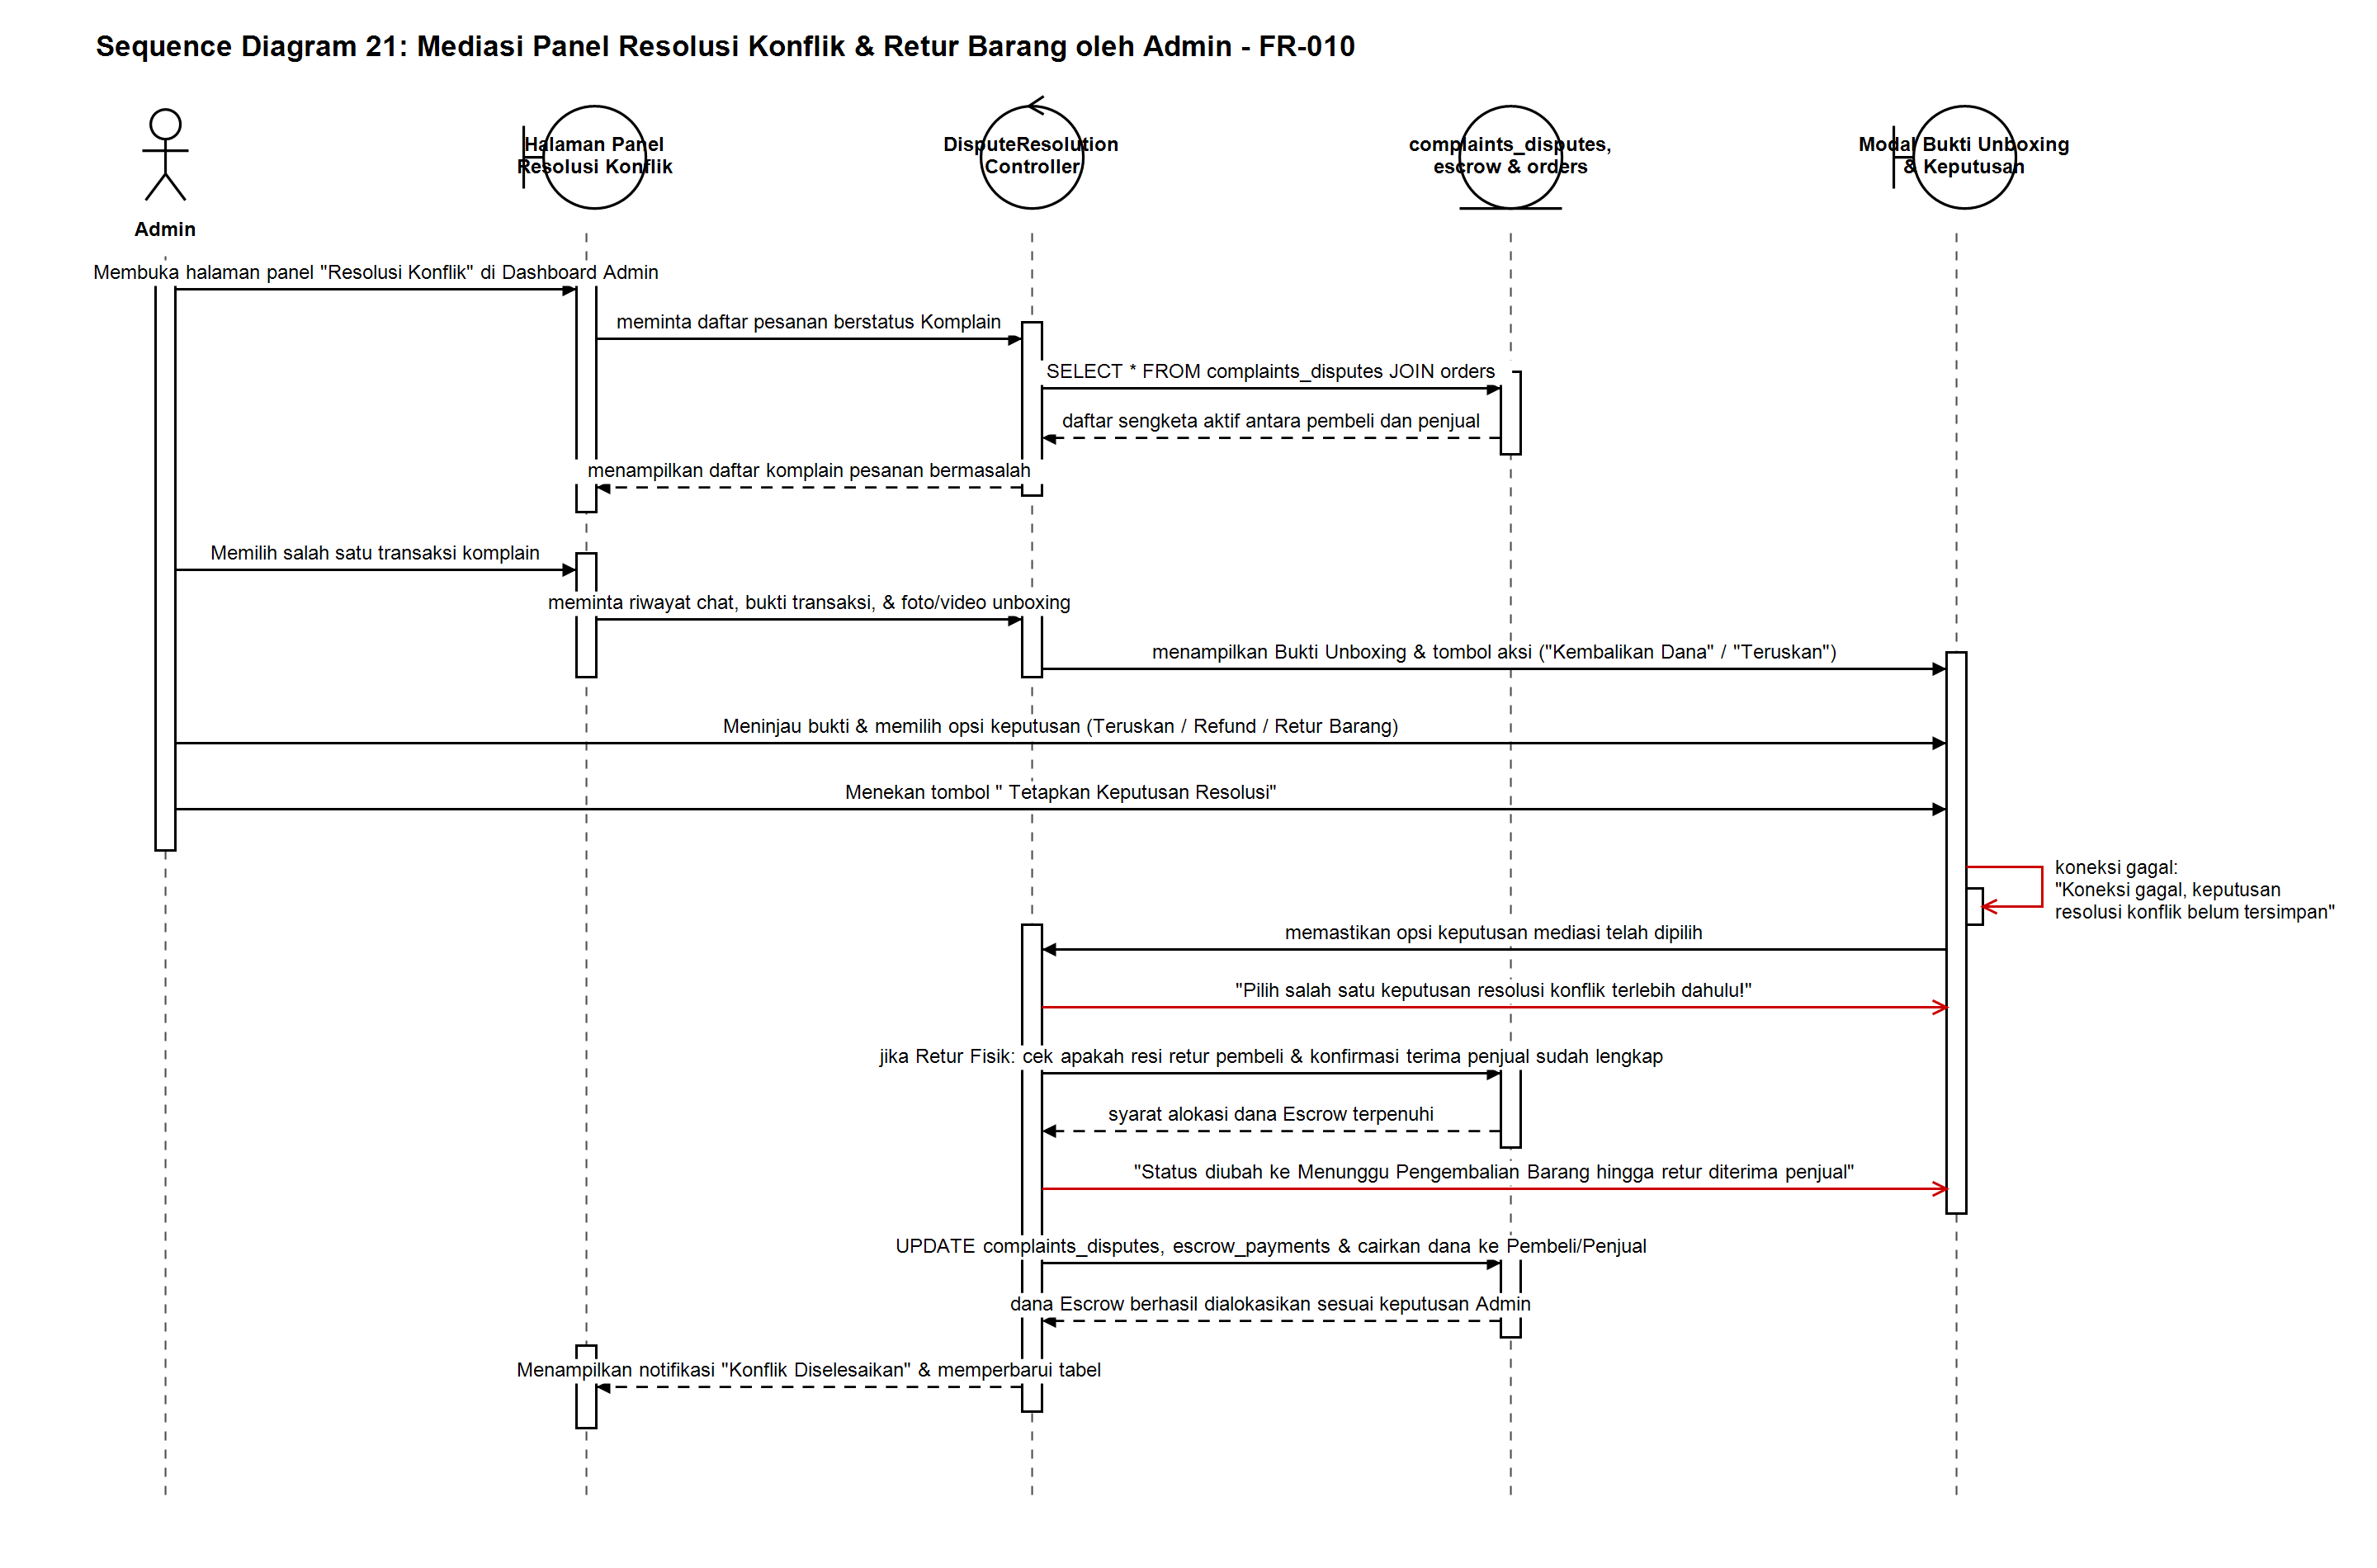 Sequence Diagram 21: Mediasi Panel Resolusi Konflik & Retur Barang oleh Admin - FR-010
Halaman Panel
Resolusi Konflik
DisputeResolution
Controller
complaints_disputes,
escrow & orders
Modal Bukti Unboxing
& Keputusan
Admin
Membuka halaman panel "Resolusi Konflik" di Dashboard Admin
meminta daftar pesanan berstatus Komplain
SELECT * FROM complaints_disputes JOIN orders
daftar sengketa aktif antara pembeli dan penjual
menampilkan daftar komplain pesanan bermasalah
Memilih salah satu transaksi komplain
meminta riwayat chat, bukti transaksi, & foto/video unboxing
menampilkan Bukti Unboxing & tombol aksi ("Kembalikan Dana" / "Teruskan")
Meninjau bukti & memilih opsi keputusan (Teruskan / Refund / Retur Barang)
Menekan tombol " Tetapkan Keputusan Resolusi"
koneksi gagal:
"Koneksi gagal, keputusan
resolusi konflik belum tersimpan"
memastikan opsi keputusan mediasi telah dipilih
"Pilih salah satu keputusan resolusi konflik terlebih dahulu!"
jika Retur Fisik: cek apakah resi retur pembeli & konfirmasi terima penjual sudah lengkap
syarat alokasi dana Escrow terpenuhi
"Status diubah ke Menunggu Pengembalian Barang hingga retur diterima penjual"
UPDATE complaints_disputes, escrow_payments & cairkan dana ke Pembeli/Penjual
dana Escrow berhasil dialokasikan sesuai keputusan Admin
Menampilkan notifikasi "Konflik Diselesaikan" & memperbarui tabel